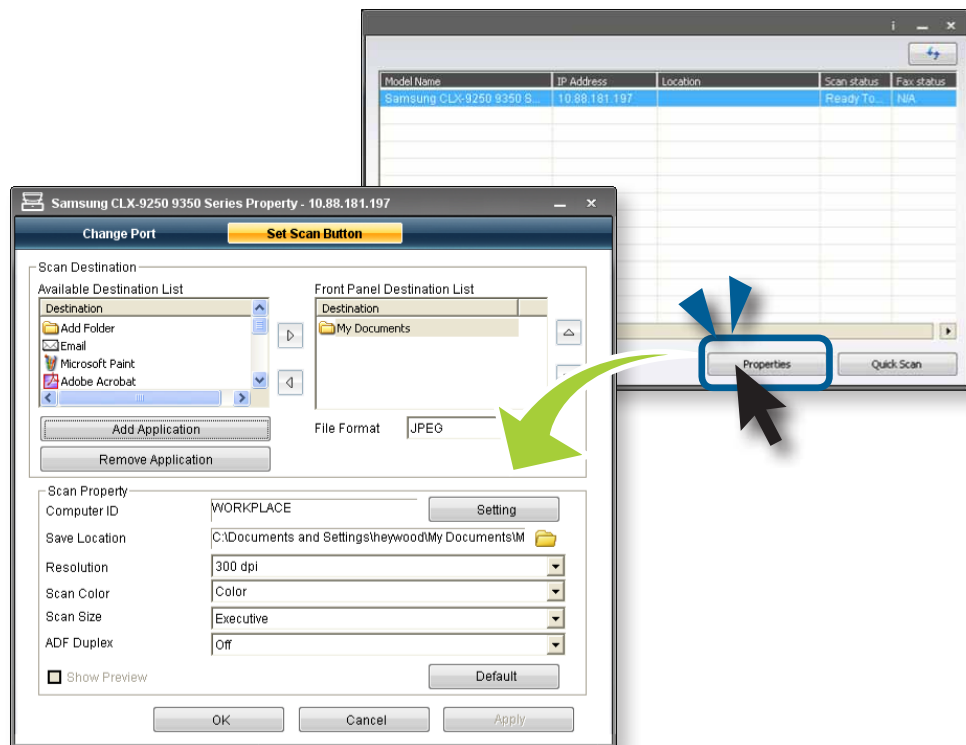 i
Model Name IP Address Location Scan status Fax status
Samsung CLX-9250 9350 S... 10.88.181.197 Ready To... N/A
Properties Quick Scan
Samsung CLX-9250 9350 Series Property - 10.88.181.197
Change Port Set Scan Button
Scan Destination
Available Destination List Front Panel Destination List
Destination Destination
Add Folder My Documents
Email
Microsoft Paint
Adobe Acrobat
Add Application File Format JPEG
Remove Application
Scan Property
Computer ID WORKPLACE Setting
Save Location C:\Documents and Settings\heywood\My Documents\M
Resolution 300 dpi
Scan Color Color
Scan Size Executive
ADF Duplex Off
Show Preview Default
OK Cancel Apply